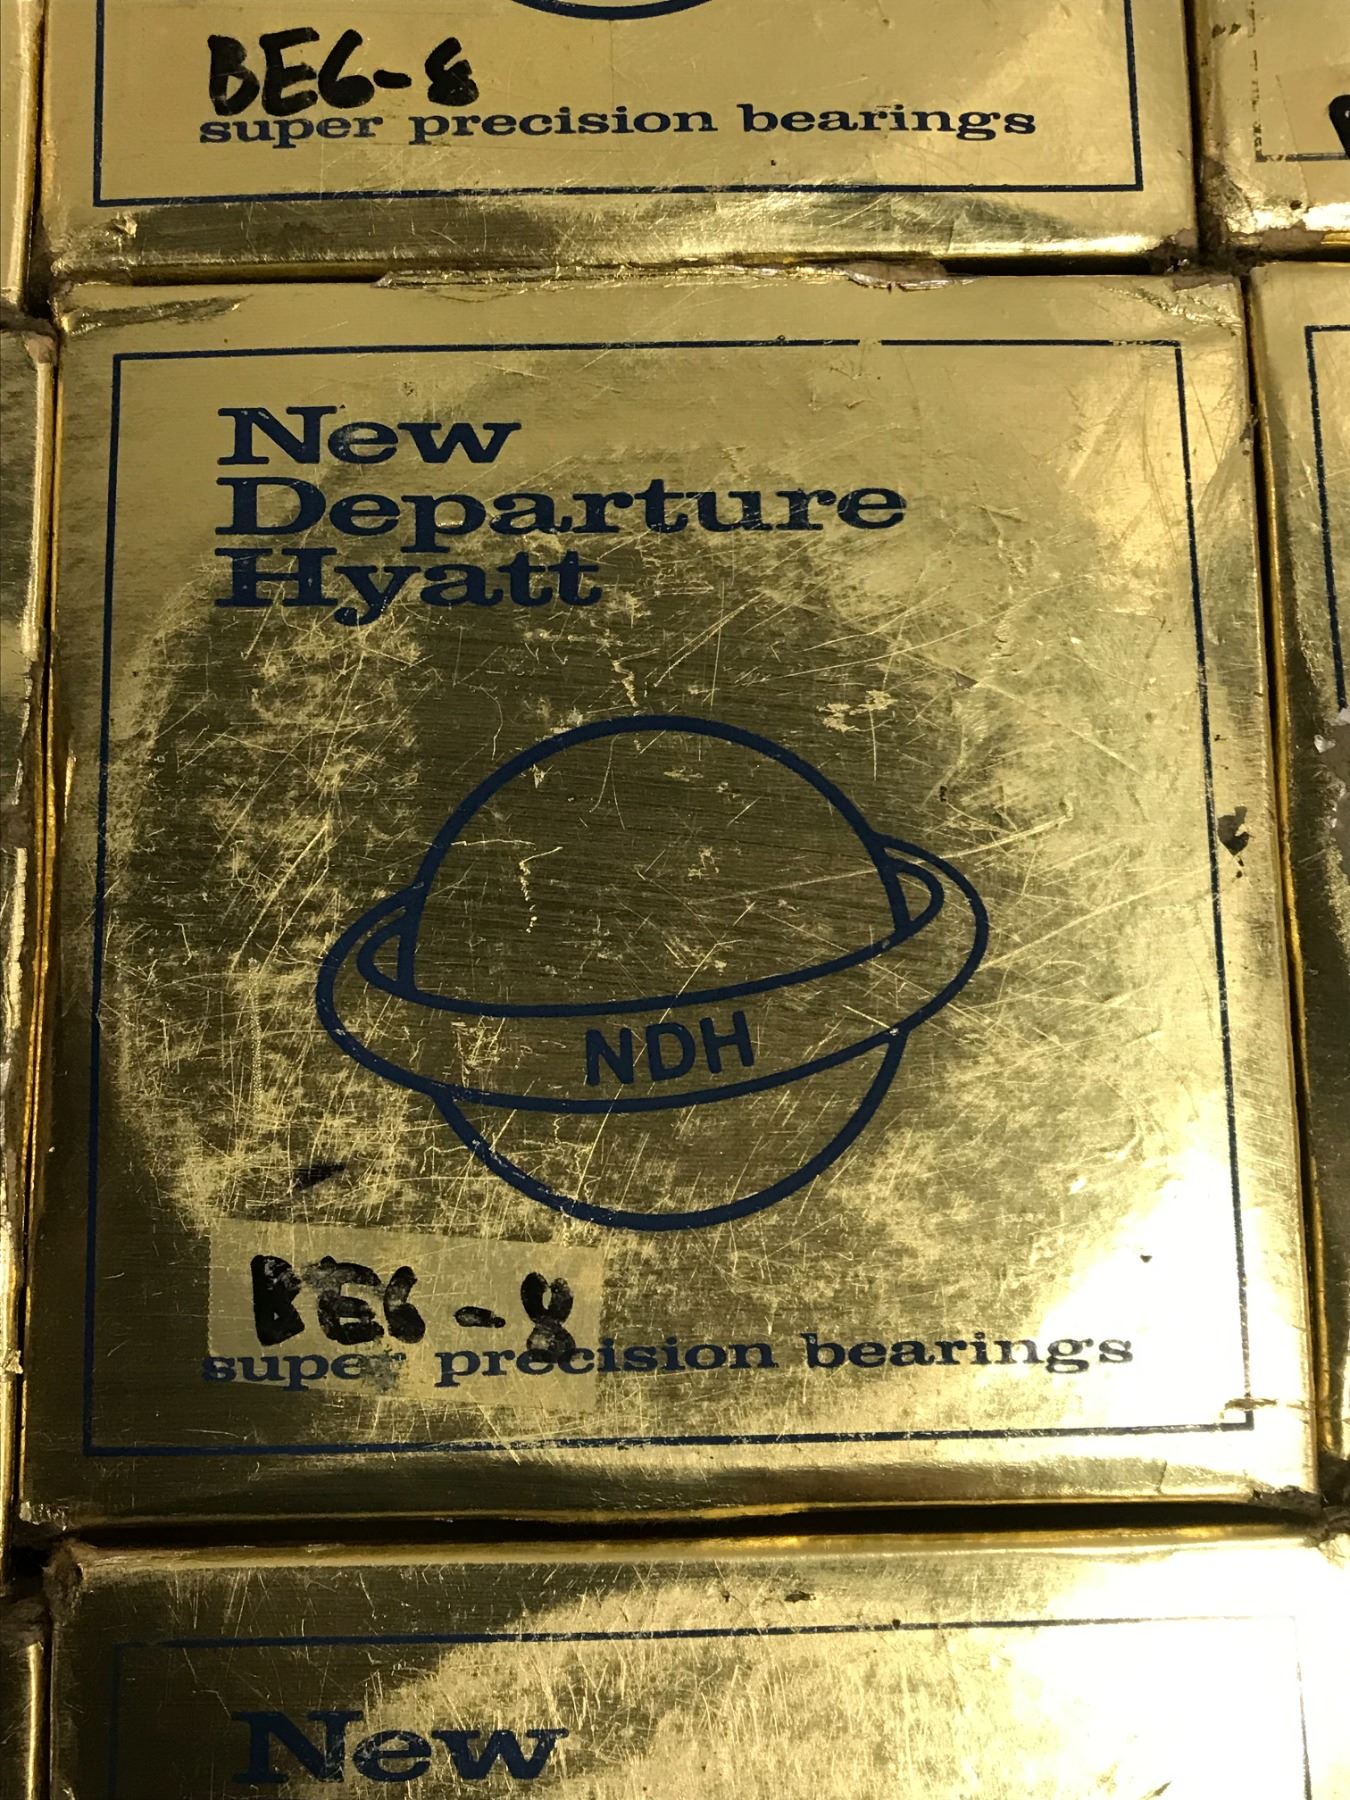 BE6-8
super precision bearings
New
Departure
Hyatt
NDH
BE6-8
super precision bearings
New